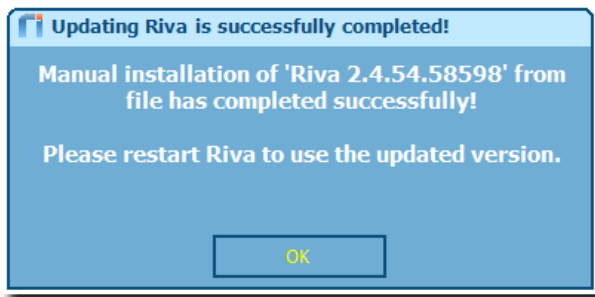 Updating Riva is successfully completed!
Manual installation of 'Riva 2.4.54.58598' from
file has completed successfully!
Please restart Riva to use the updated version.
OK